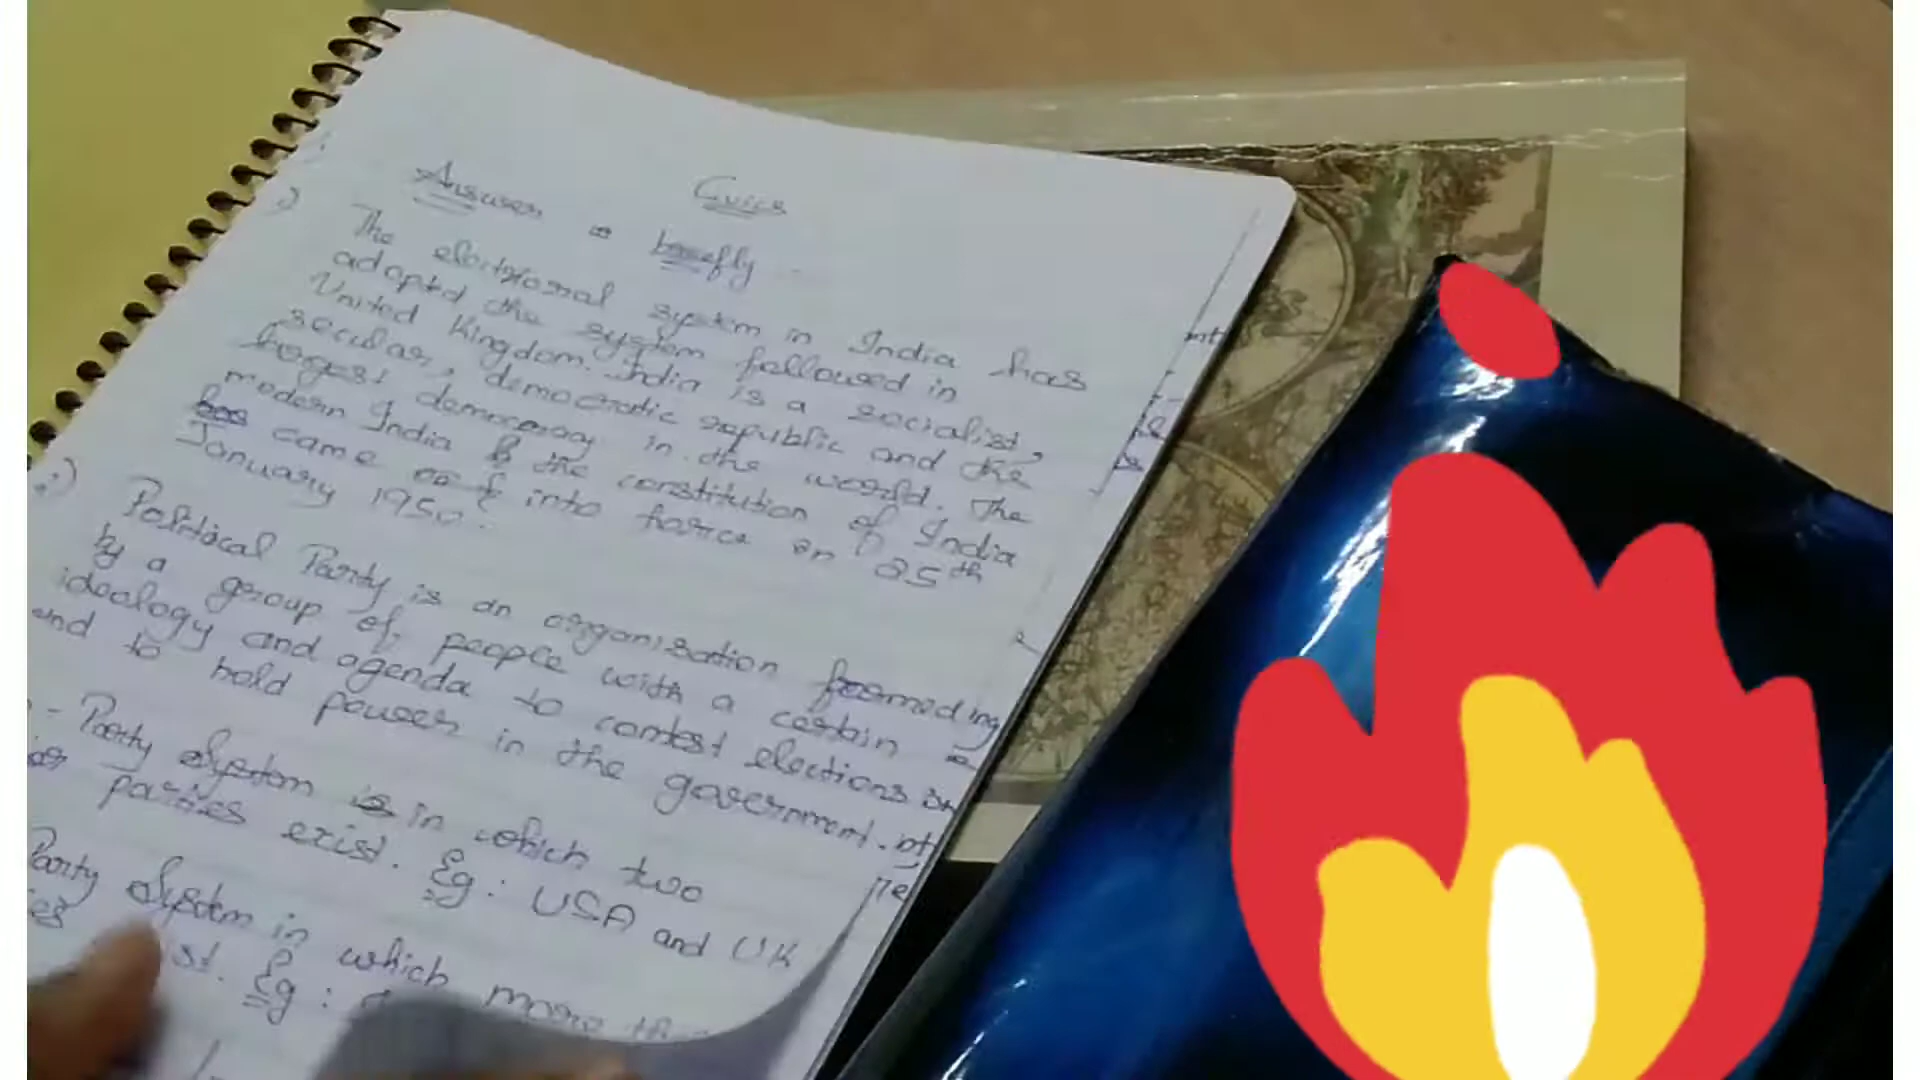 Civics
Answer briefly
i) The electrional system in India has
adoptd the system followed in
United Kingdom. India is a socialist,
secular, democratic republic and the
largest democracy in the world. The
modern India the constitution of India
came into force on 25th
January 1950.
ii) Political Party is an organisation formed
by a group of people with a certain
ideology and agenda to contest elections
and to hold power in the government.
- Party System is in which two
parties exist. Eg: USA and UK
Party System in which more
Eg: